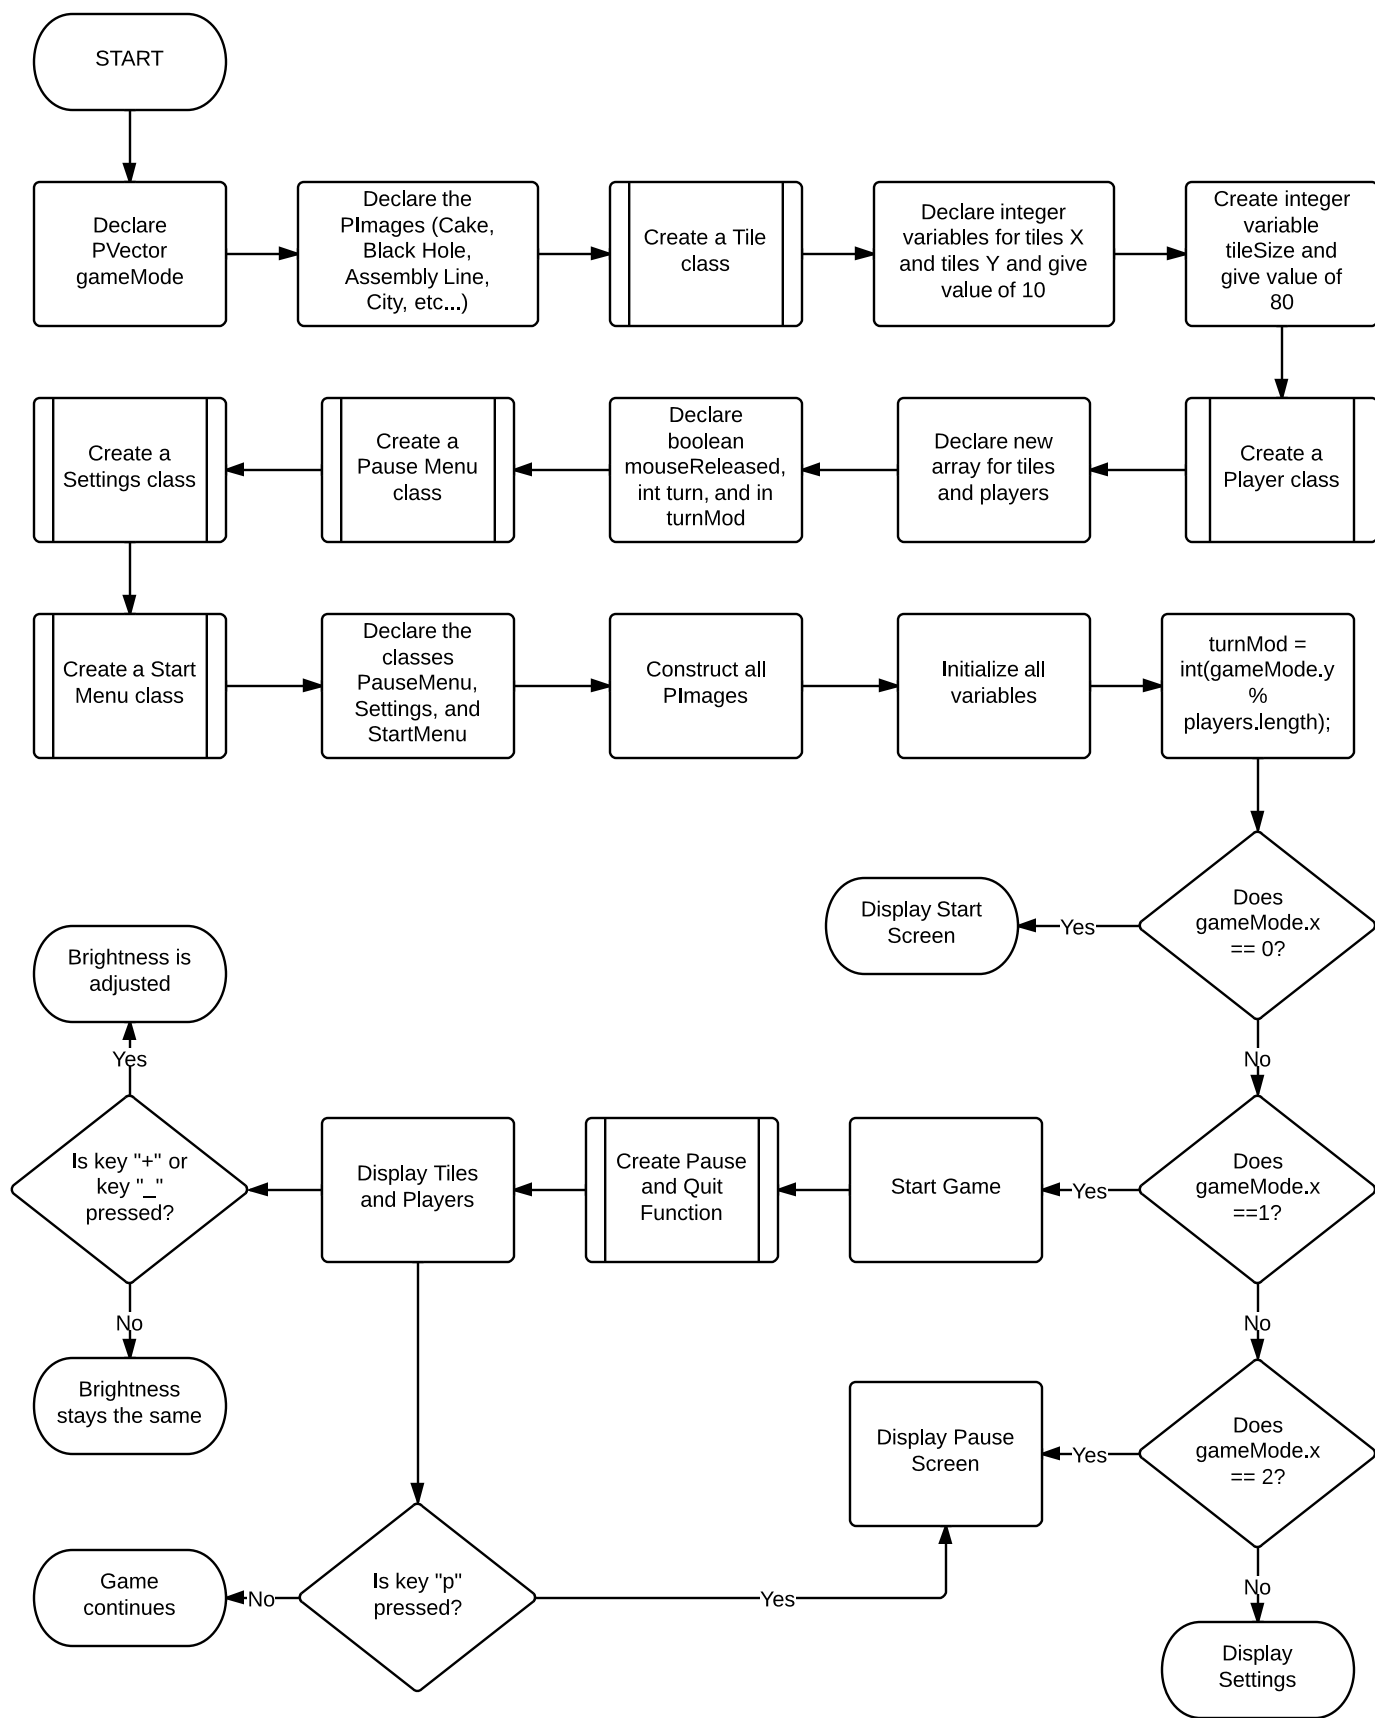 START
Declare
PVector
gameMode
Declare the
PImages (Cake,
Black Hole,
Assembly Line,
City, etc...)
Create a Tile
class
Declare integer
variables for tiles X
and tiles Y and give
value of 10
Create integer
variable
tileSize and
give value of
80
Create a
Settings class
Create a
Pause Menu
class
Declare
boolean
mouseReleased,
int turn, and in
turnMod
Declare new
array for tiles
and players
Create a
Player class
Create a Start
Menu class
Declare the
classes
PauseMenu,
Settings, and
StartMenu
Construct all
PImages
Initialize all
variables
turnMod =
int(gameMode.y
%
players.length);
Does
gameMode.x
== 0?
Yes
Display Start
Screen
No
Does
gameMode.x
==1?
Yes
Start Game
Create Pause
and Quit
Function
Display Tiles
and Players
Is key "+" or
key "_"
pressed?
Yes
Brightness is
adjusted
No
Brightness
stays the same
No
Does
gameMode.x
== 2?
Yes
Display Pause
Screen
Is key "p"
pressed?
Yes
No
Game
continues
No
Display
Settings